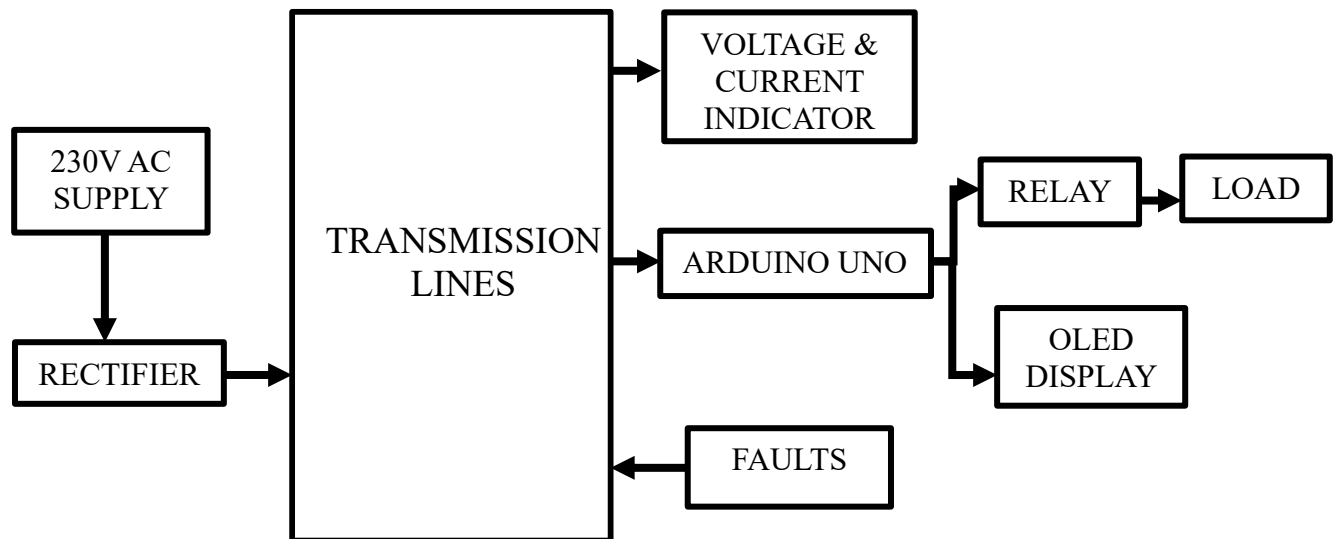 230V AC
SUPPLY
RECTIFIER
TRANSMISSION
LINES
VOLTAGE &
CURRENT
INDICATOR
ARDUINO UNO
FAULTS
RELAY
LOAD
OLED
DISPLAY